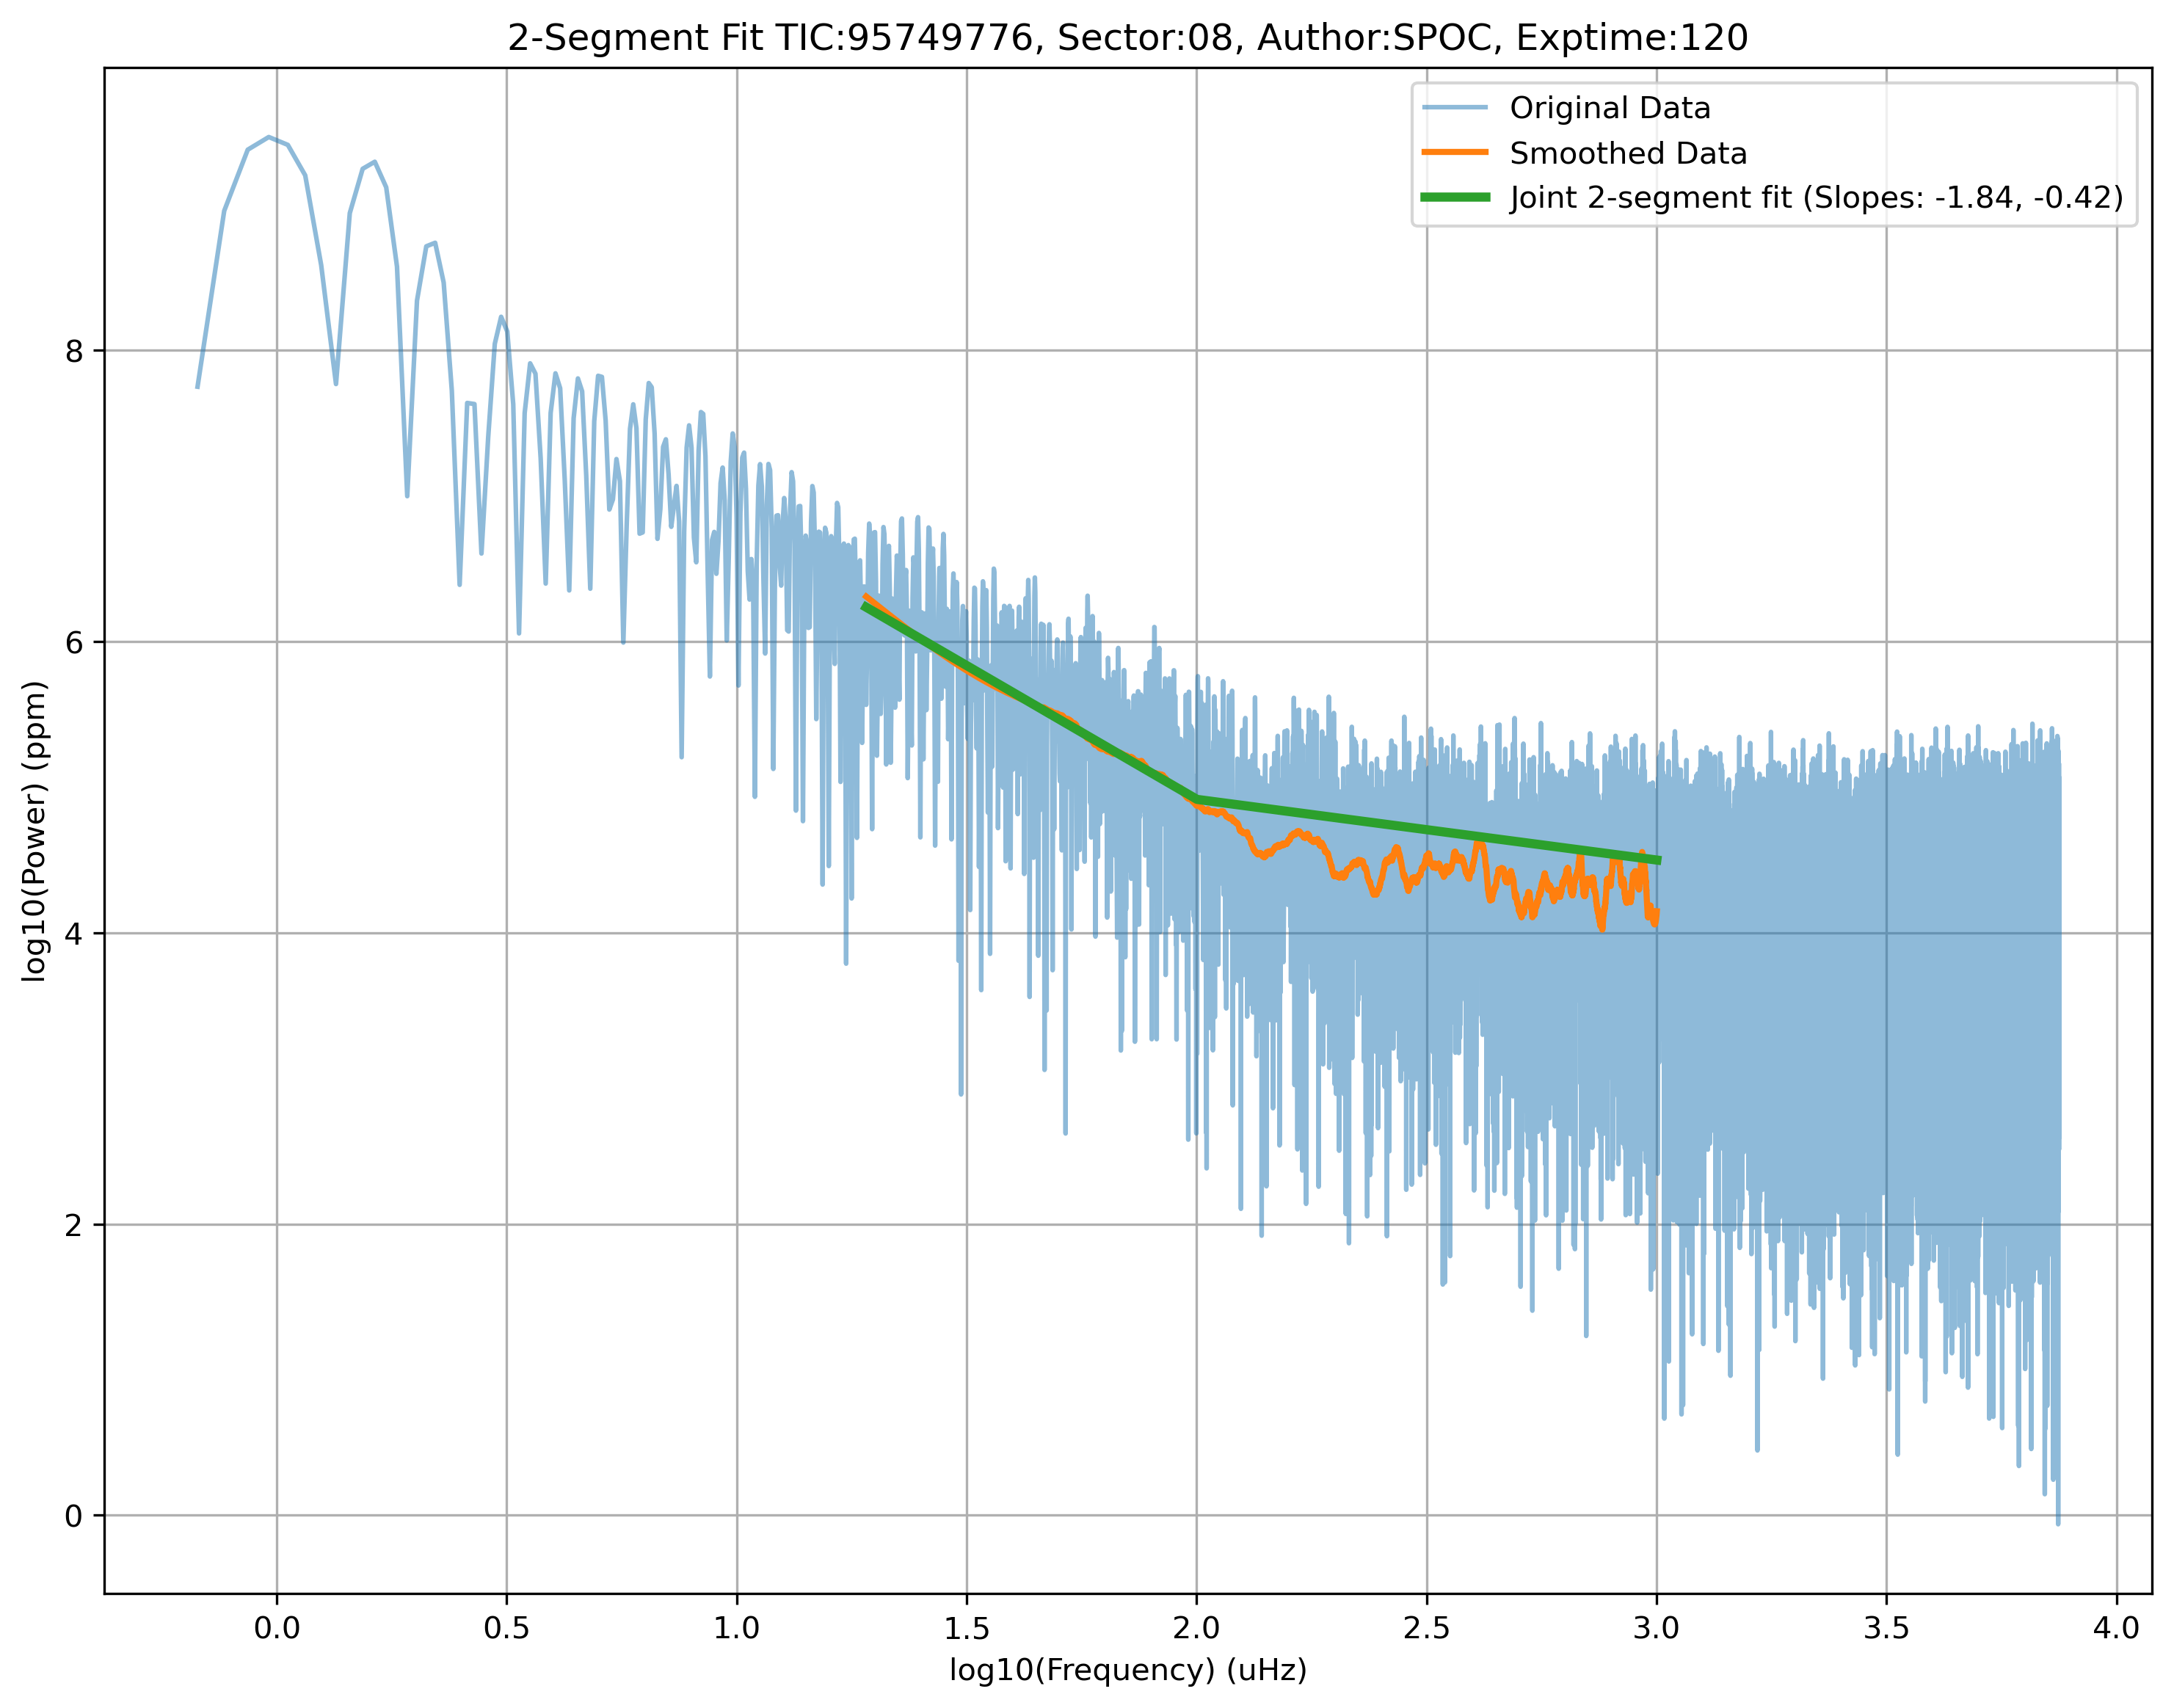 2-Segment Fit TIC:95749776, Sector:08, Author:SPOC, Exptime:120
Original Data
Smoothed Data
Joint 2-segment fit (Slopes: -1.84, -0.42)
log10(Power) (ppm)
8
6
4
2
0
0.0 0.5 1.0 1.5 2.0 2.5 3.0 3.5 4.0
log10(Frequency) (uHz)